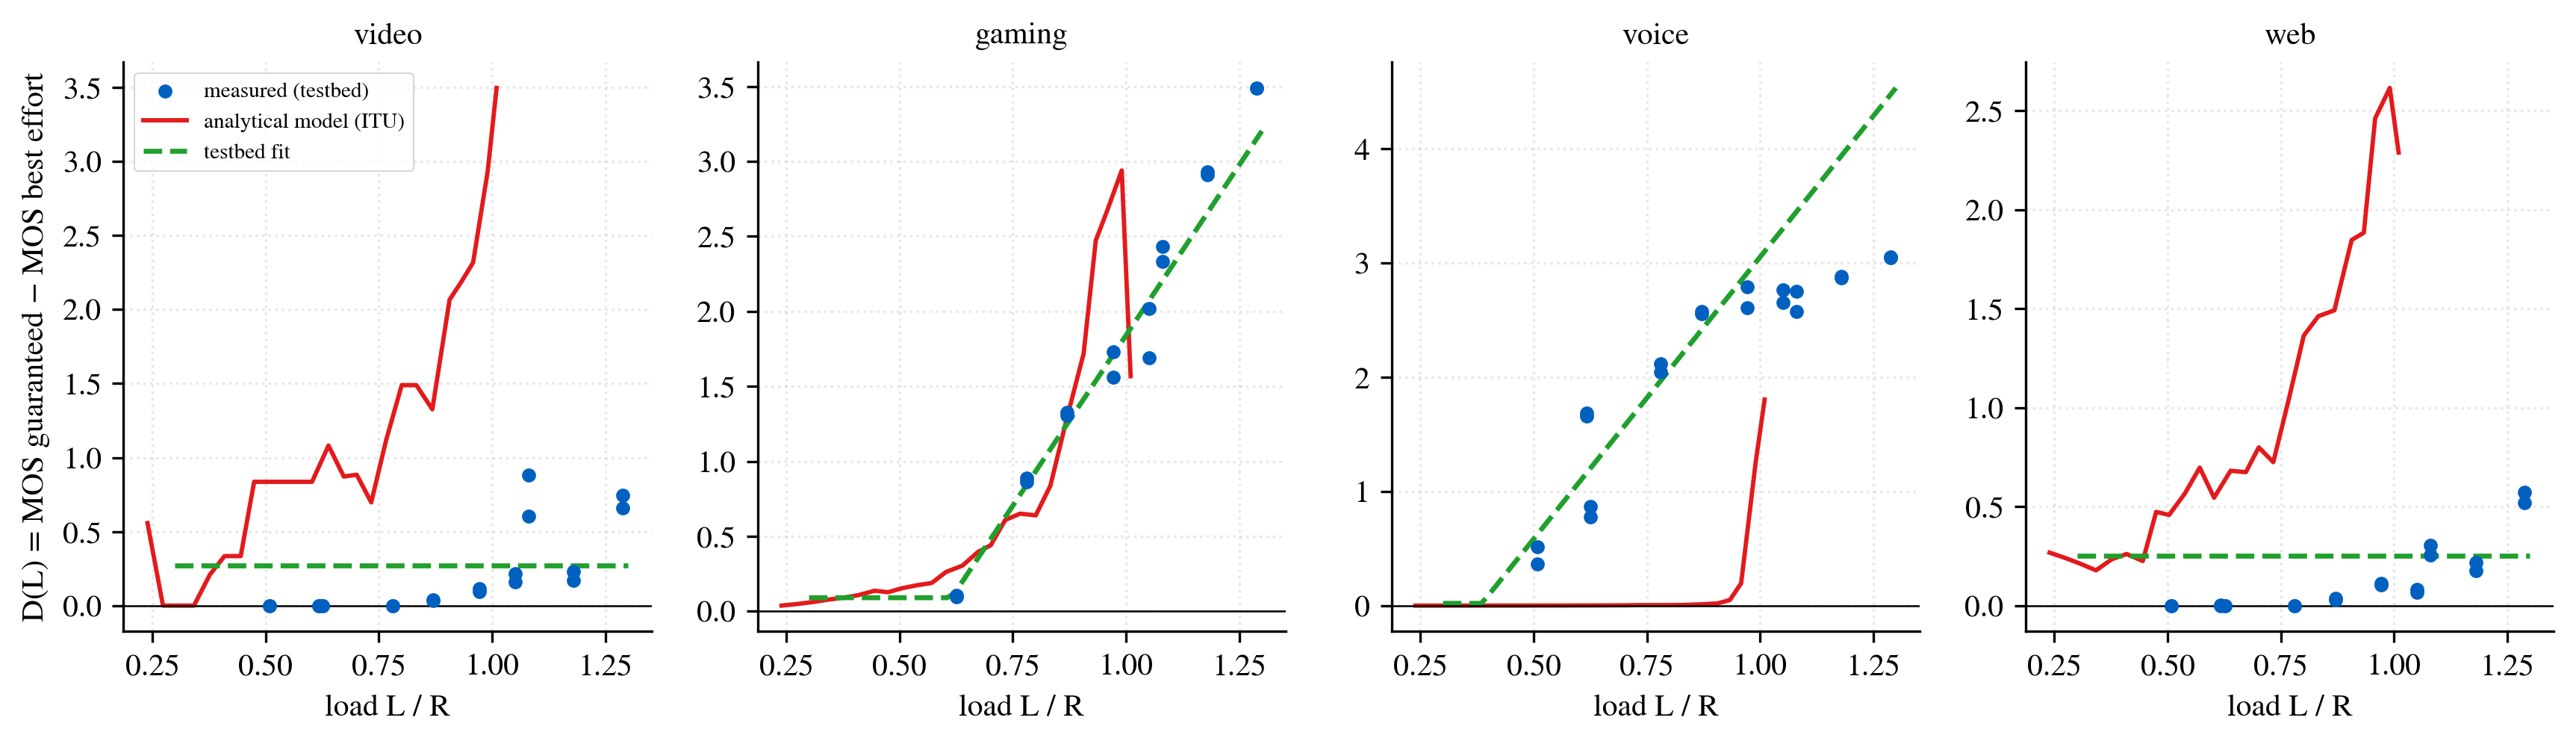 video
D(L) = MOS guaranteed − MOS best effort
3.5
3.0
2.5
2.0
1.5
1.0
0.5
0.0
measured (testbed)
analytical model (ITU)
testbed fit
0.25 0.50 0.75 1.00 1.25
load L / R
gaming
3.5
3.0
2.5
2.0
1.5
1.0
0.5
0.0
0.25 0.50 0.75 1.00 1.25
load L / R
voice
4
3
2
1
0
0.25 0.50 0.75 1.00 1.25
load L / R
web
2.5
2.0
1.5
1.0
0.5
0.0
0.25 0.50 0.75 1.00 1.25
load L / R